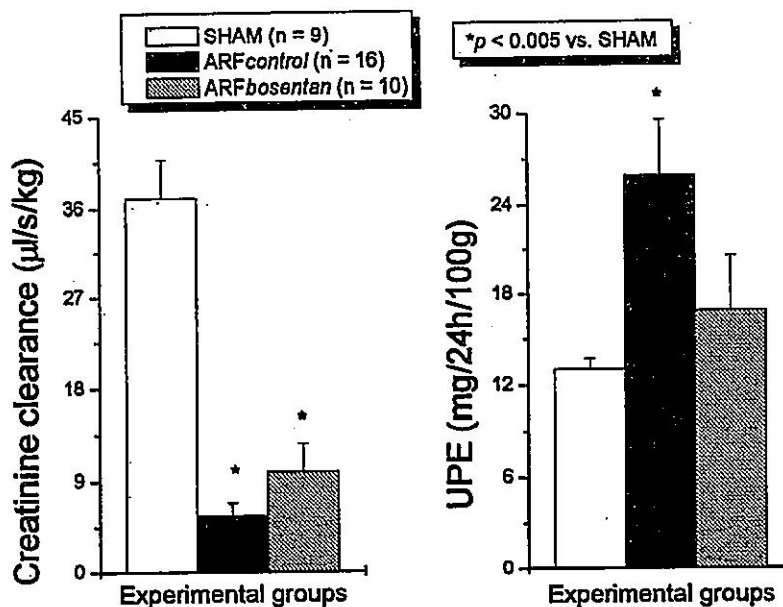 SHAM (n = 9)
ARFcontrol (n = 16)
ARFbosentan (n = 10)
*p < 0.005 vs. SHAM
Creatinine clearance (µl/s/kg)
45
36
27
18
9
0
*
*
Experimental groups
UPE (mg/24h/100g)
30
24
18
12
6
0
*
Experimental groups